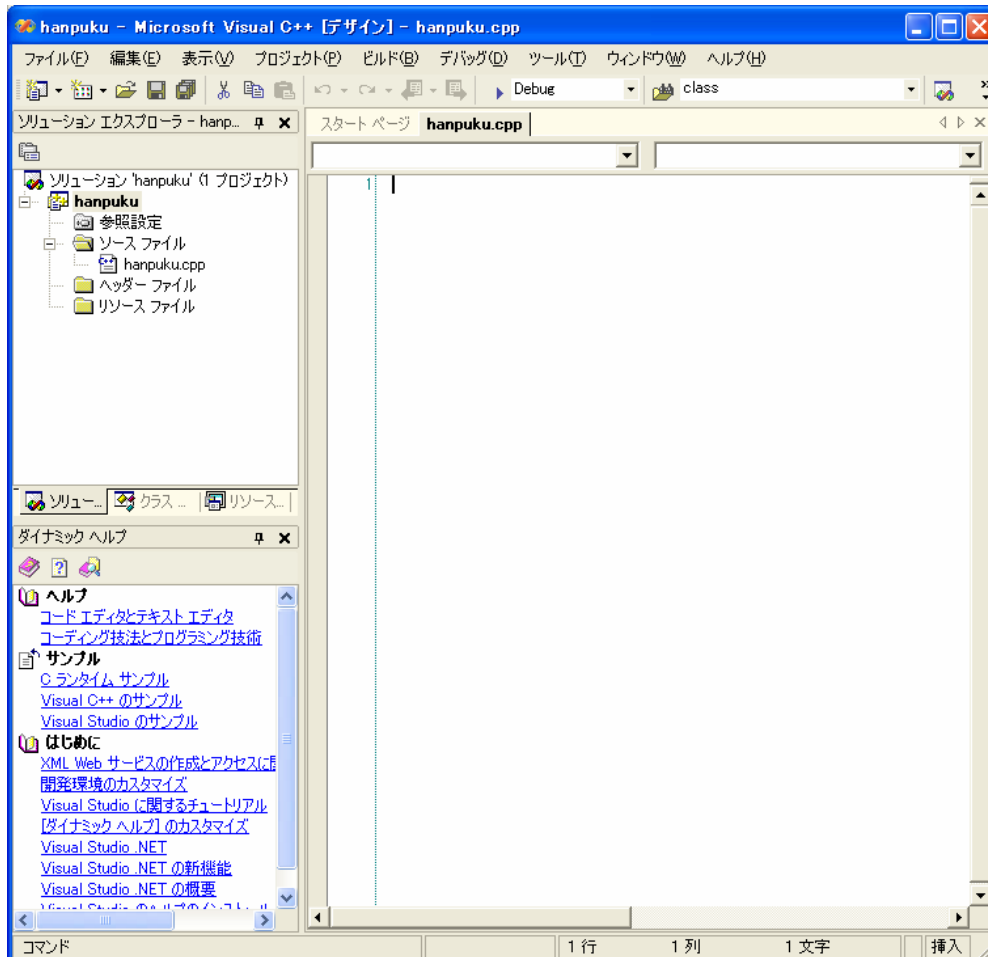 hanpuku - Microsoft Visual C++ [デザイン] - hanpuku.cpp
ファイル(F) 編集(E) 表示(V) プロジェクト(P) ビルド(B) デバッグ(D) ツール(T) ウィンドウ(W) ヘルプ(H)
Debug class
ソリューション エクスプローラ - hanp...
スタート ページ hanpuku.cpp
1
ソリューション 'hanpuku' (1 プロジェクト)
hanpuku
参照設定
ソース ファイル
hanpuku.cpp
ヘッダー ファイル
リソース ファイル
ソリュー... クラス ... リソース...
ダイナミック ヘルプ
ヘルプ
コード エディタとテキスト エディタ
コーディング技法とプログラミング技術
サンプル
C ランタイム サンプル
Visual C++ のサンプル
Visual Studio のサンプル
はじめに
XML Web サービスの作成とアクセスに
開発環境のカスタマイズ
Visual Studio に関するチュートリアル
[ダイナミック ヘルプ] のカスタマイズ
Visual Studio .NET
Visual Studio .NET の新機能
Visual Studio .NET の概要
Visual Studio のヘルプのインストール
コマンド 1 行 1 列 1 文字 挿入